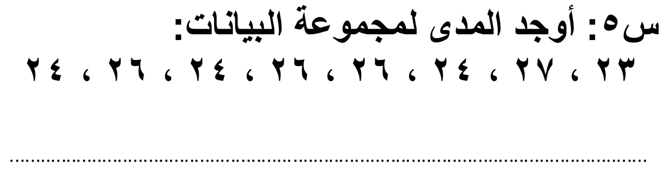 س٥: أوجد المدى لمجموعة البيانات:
٢٣ ، ٢٧ ، ٢٤ ، ٢٦ ، ٢٦ ، ٢٤ ، ٢٦ ، ٢٤